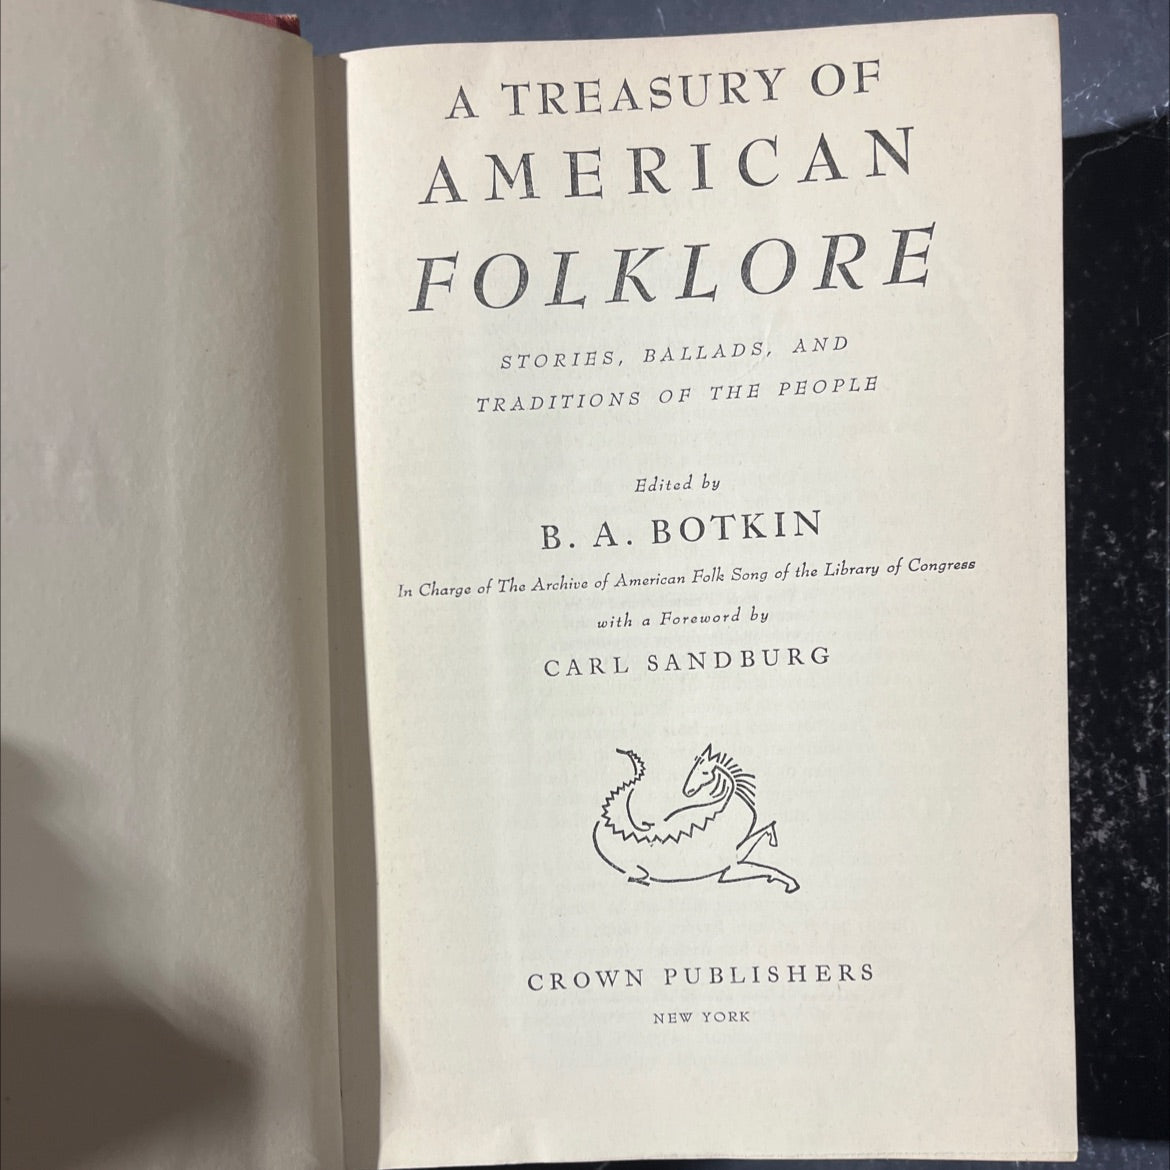 A TREASURY OF
AMERICAN
FOLKLORE
STORIES, BALLADS, AND
TRADITIONS OF THE PEOPLE
Edited by
B. A. BOTKIN
In Charge of The Archive of American Folk Song of the Library of Congress
with a Foreword by
CARL SANDBURG
CROWN PUBLISHERS
NEW YORK